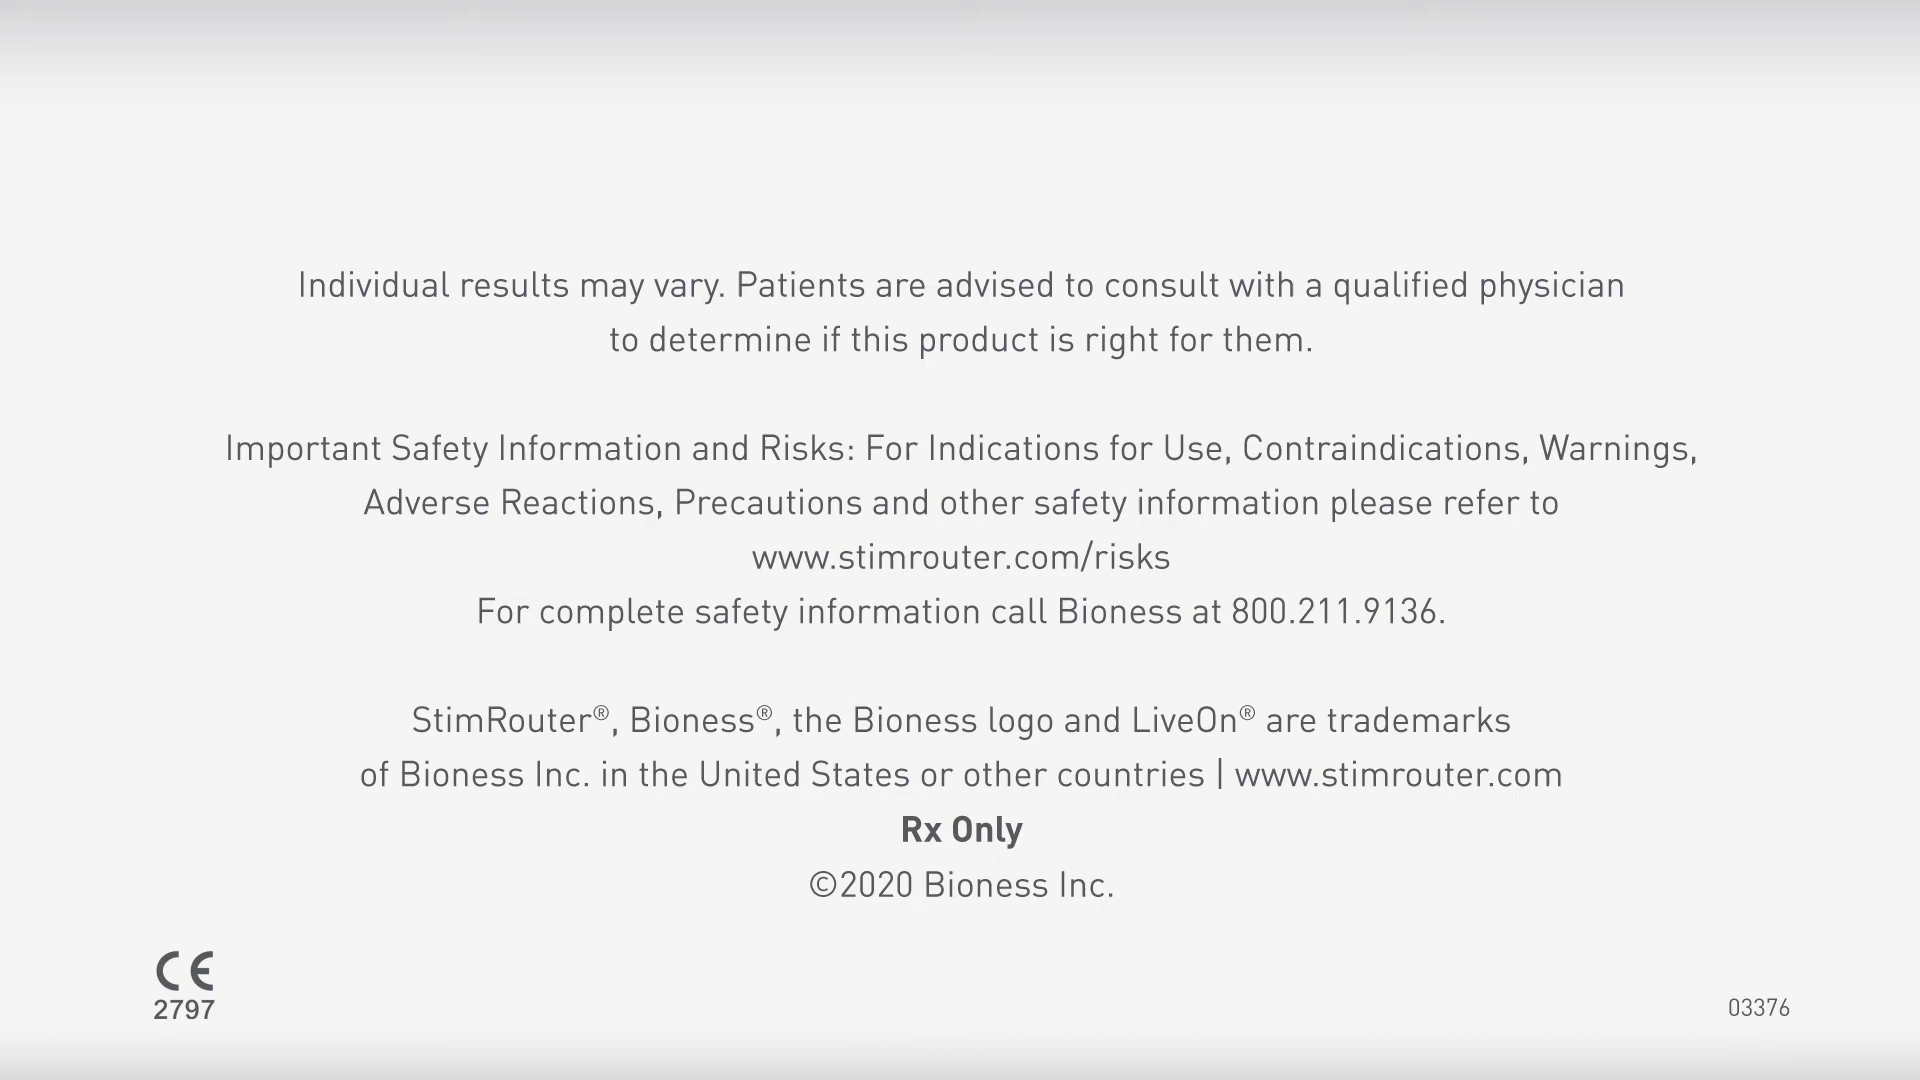 Individual results may vary. Patients are advised to consult with a qualified physician
to determine if this product is right for them.
Important Safety Information and Risks: For Indications for Use, Contraindications, Warnings,
Adverse Reactions, Precautions and other safety information please refer to
www.stimrouter.com/risks
For complete safety information call Bioness at 800.211.9136.
StimRouter®, Bioness®, the Bioness logo and LiveOn® are trademarks
of Bioness Inc. in the United States or other countries | www.stimrouter.com
Rx Only
©2020 Bioness Inc.
CE
2797
03376